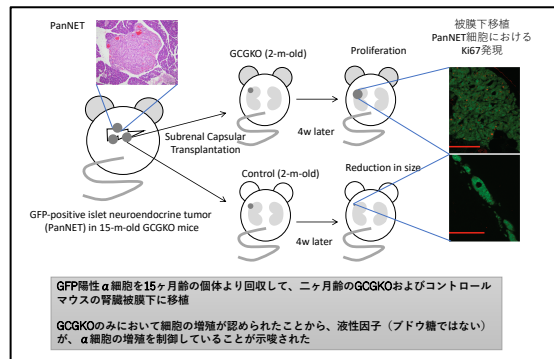 PanNET
GCGKO (2-m-old)
Proliferation
被膜下移植
PanNET細胞における
Ki67発現
4w later
Subrenal Capsular
Transplantation
Control (2-m-old)
Reduction in size
4w later
GFP-positive islet neuroendocrine tumor
(PanNET) in 15-m-old GCGKO mice
GFP陽性α細胞を15ヶ月齢の個体より回収して、二ヶ月齢のGCGKOおよびコントロール
マウスの腎臓被膜下に移植
GCGKOのみにおいて細胞の増殖が認められたことから、液性因子（ブドウ糖ではない）
が、α細胞の増殖を制御していることが示唆された